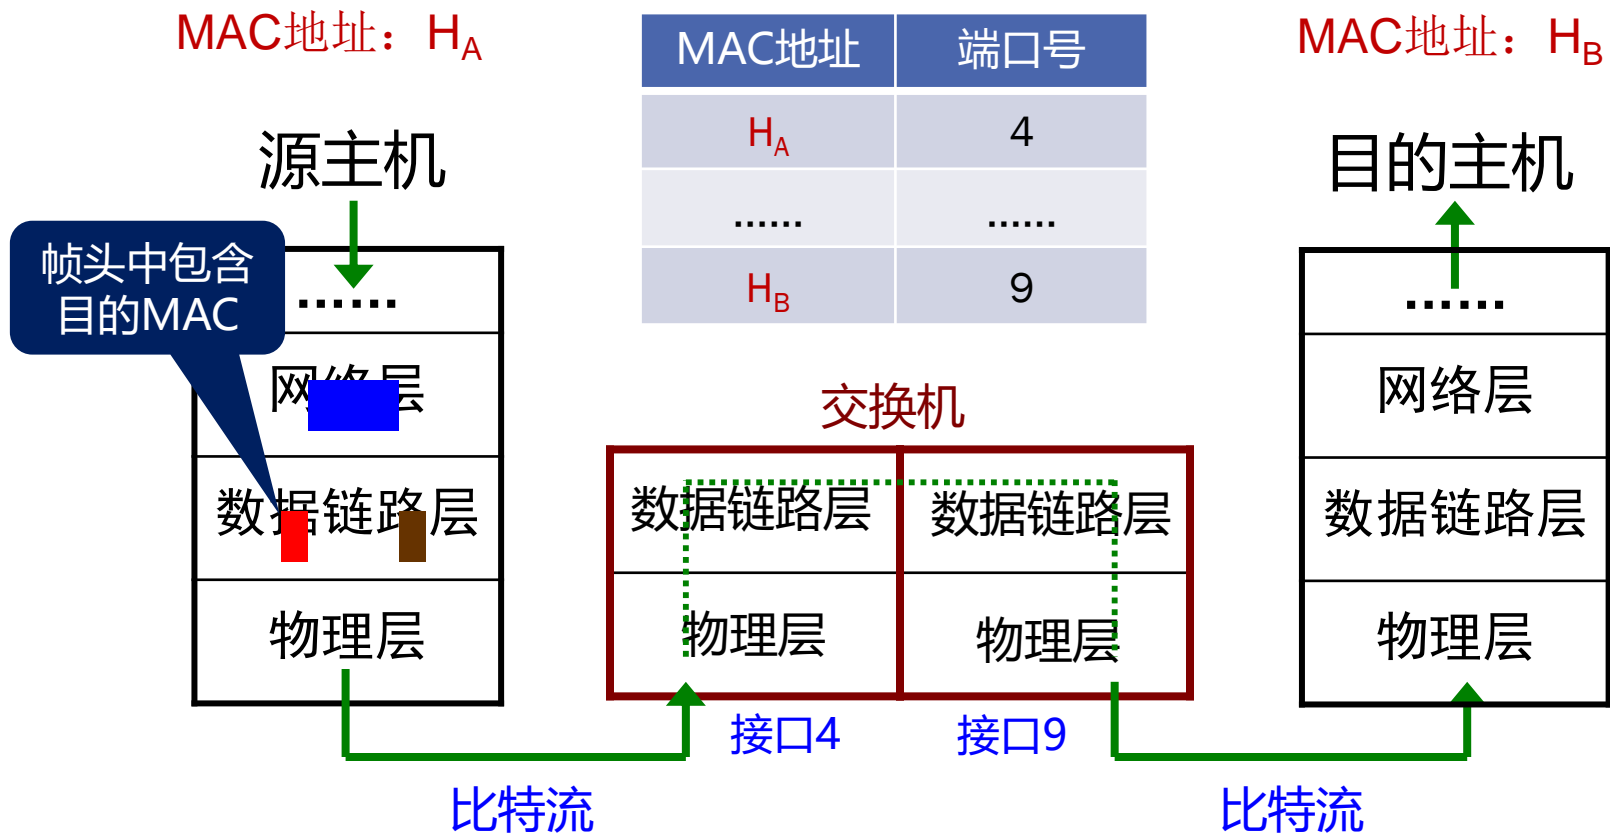 MAC地址：HA
MAC地址 端口号
HA 4
...... ......
HB 9
MAC地址：HB
源主机
目的主机
帧头中包含
目的MAC
......
网络层
数据链路层
物理层
交换机
数据链路层 数据链路层
物理层 物理层
接口4 接口9
......
网络层
数据链路层
物理层
比特流
比特流